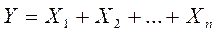 Y = X₁ + X₂ + ... + Xₙ